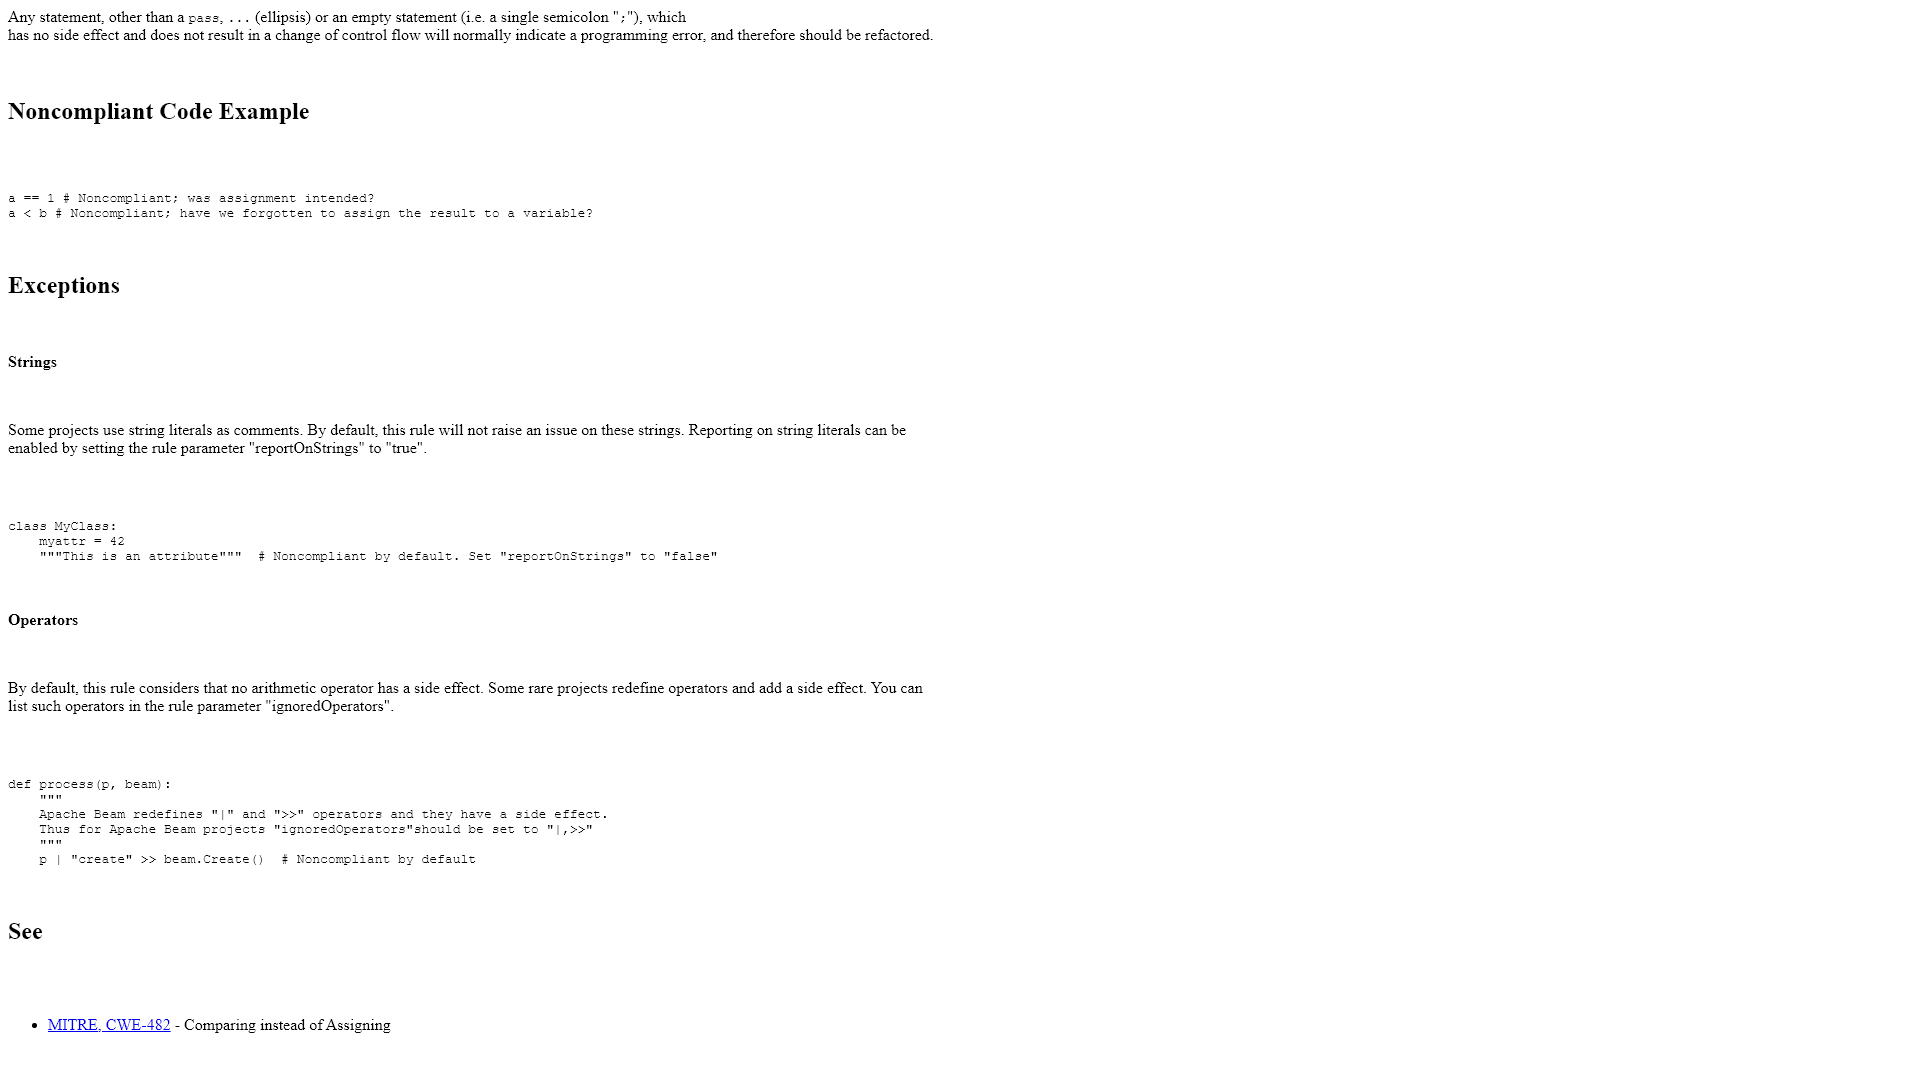 Any statement, other than a pass, ... (ellipsis) or an empty statement (i.e. a single semicolon ";"), which
has no side effect and does not result in a change of control flow will normally indicate a programming error, and therefore should be refactored.
Noncompliant Code Example
a == 1 # Noncompliant; was assignment intended?
a < b # Noncompliant; have we forgotten to assign the result to a variable?
Exceptions
Strings
Some projects use string literals as comments. By default, this rule will not raise an issue on these strings. Reporting on string literals can be
enabled by setting the rule parameter "reportOnStrings" to "true".
class MyClass:
    myattr = 42
    """This is an attribute"""  # Noncompliant by default. Set "reportOnStrings" to "false"
Operators
By default, this rule considers that no arithmetic operator has a side effect. Some rare projects redefine operators and add a side effect. You can
list such operators in the rule parameter "ignoredOperators".
def process(p, beam):
    """
    Apache Beam redefines "|" and ">>" operators and they have a side effect.
    Thus for Apache Beam projects "ignoredOperators"should be set to "|,>>"
    """
    p | "create" >> beam.Create()  # Noncompliant by default
See
• MITRE, CWE-482 - Comparing instead of Assigning